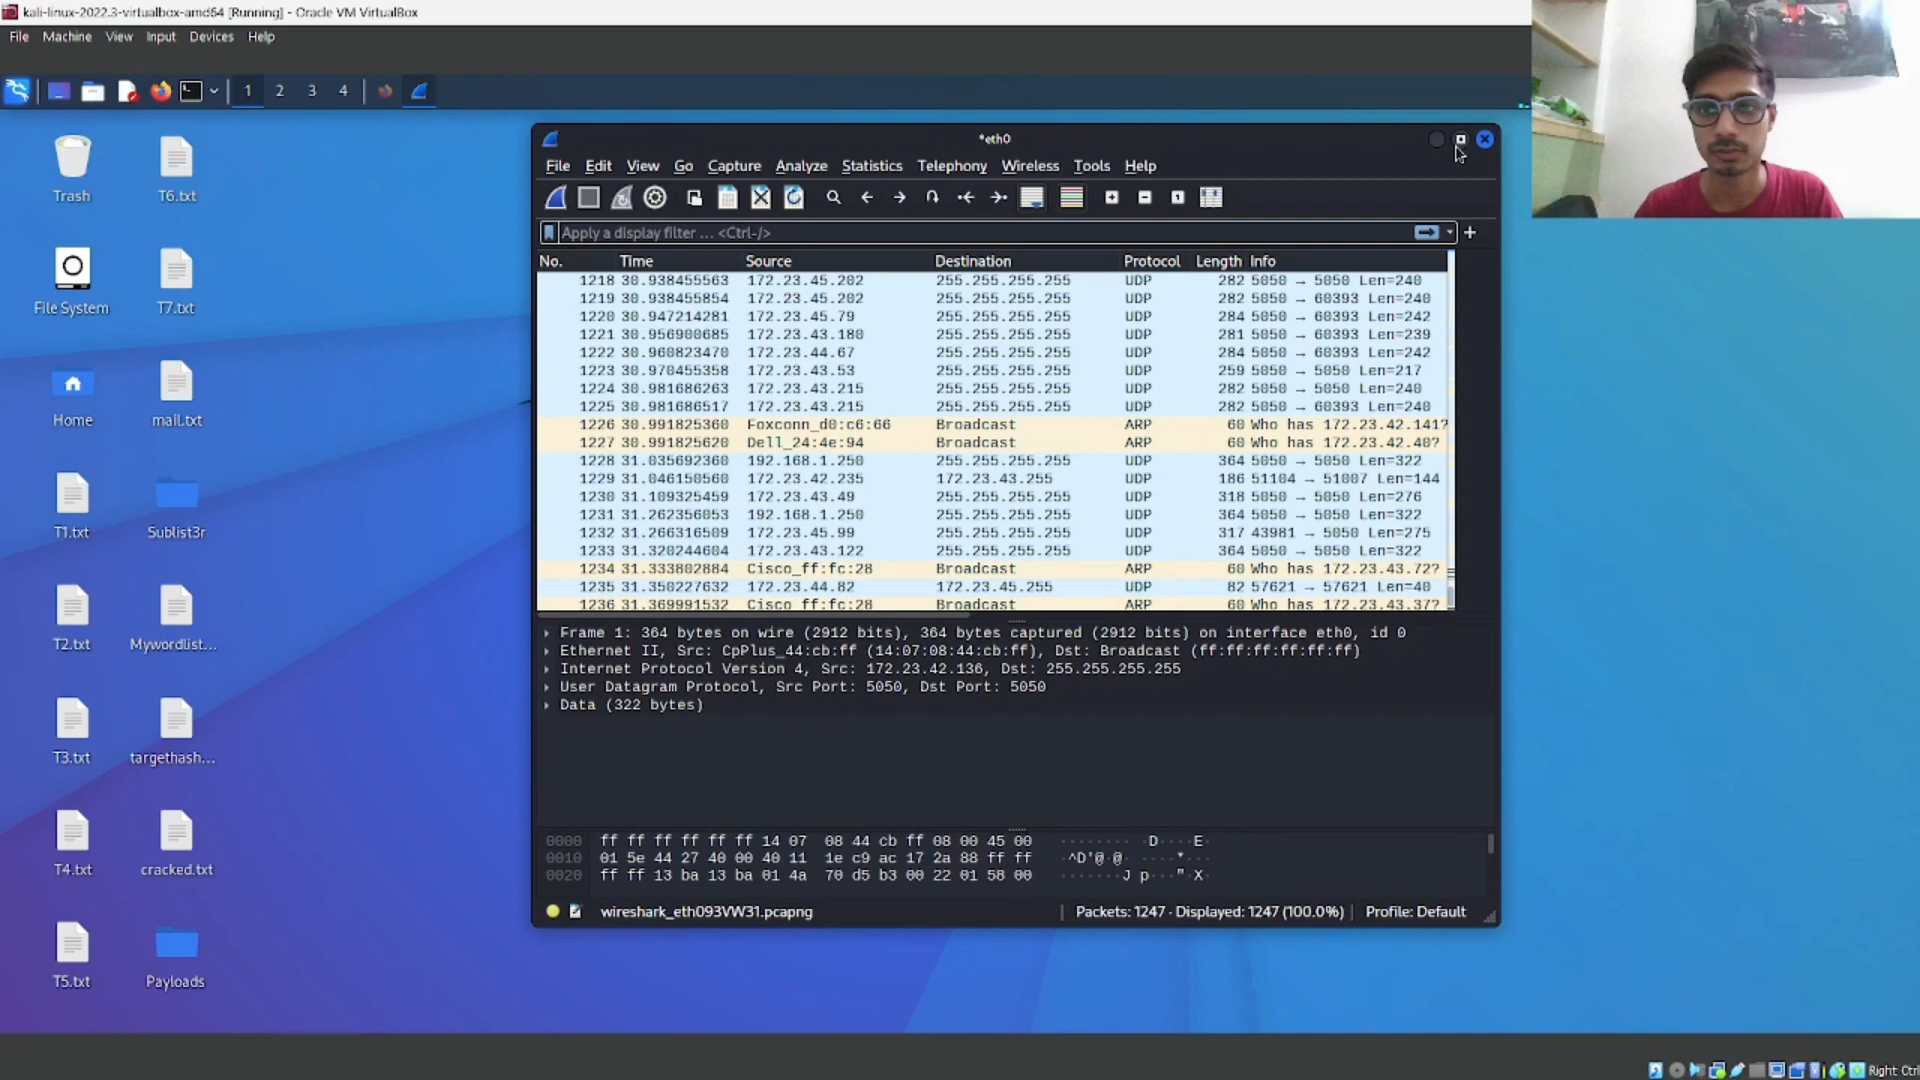 kali-linux-2022.3-virtualbox-amd64 [Running] - Oracle VM VirtualBox
File Machine View Input Devices Help
1 2 3 4
Trash
T6.txt
File System
T7.txt
Home
mail.txt
T1.txt
Sublist3r
T2.txt
Mywordlist...
T3.txt
targethash...
T4.txt
cracked.txt
T5.txt
Payloads
*eth0
File Edit View Go Capture Analyze Statistics Telephony Wireless Tools Help
Apply a display filter ... <Ctrl-/>
No. Time Source Destination Protocol Length Info
1218 30.938455563 172.23.45.202 255.255.255.255 UDP 282 5050 → 5050 Len=240
1219 30.938455854 172.23.45.202 255.255.255.255 UDP 282 5050 → 60393 Len=240
1220 30.947214281 172.23.45.79 255.255.255.255 UDP 284 5050 → 60393 Len=242
1221 30.956900685 172.23.43.180 255.255.255.255 UDP 281 5050 → 60393 Len=239
1222 30.960823470 172.23.44.67 255.255.255.255 UDP 284 5050 → 60393 Len=242
1223 30.970455358 172.23.43.53 255.255.255.255 UDP 259 5050 → 5050 Len=217
1224 30.981686263 172.23.43.215 255.255.255.255 UDP 282 5050 → 5050 Len=240
1225 30.981686517 172.23.43.215 255.255.255.255 UDP 282 5050 → 60393 Len=240
1226 30.991825360 Foxconn_d0:c6:66 Broadcast ARP 60 Who has 172.23.42.141?
1227 30.991825620 Dell_24:4e:94 Broadcast ARP 60 Who has 172.23.42.40?
1228 31.035692360 192.168.1.250 255.255.255.255 UDP 364 5050 → 5050 Len=322
1229 31.046150560 172.23.42.235 172.23.43.255 UDP 186 51104 → 51007 Len=144
1230 31.109325459 172.23.43.49 255.255.255.255 UDP 318 5050 → 5050 Len=276
1231 31.262356053 192.168.1.250 255.255.255.255 UDP 364 5050 → 5050 Len=322
1232 31.266316509 172.23.45.99 255.255.255.255 UDP 317 43981 → 5050 Len=275
1233 31.320244604 172.23.43.122 255.255.255.255 UDP 364 5050 → 5050 Len=322
1234 31.333802884 Cisco_ff:fc:28 Broadcast ARP 60 Who has 172.23.43.72?
1235 31.350227632 172.23.44.82 172.23.45.255 UDP 82 57621 → 57621 Len=40
1236 31.369991532 Cisco_ff:fc:28 Broadcast ARP 60 Who has 172.23.43.37?
Frame 1: 364 bytes on wire (2912 bits), 364 bytes captured (2912 bits) on interface eth0, id 0
Ethernet II, Src: CpPlus_44:cb:ff (14:07:08:44:cb:ff), Dst: Broadcast (ff:ff:ff:ff:ff:ff)
Internet Protocol Version 4, Src: 172.23.42.136, Dst: 255.255.255.255
User Datagram Protocol, Src Port: 5050, Dst Port: 5050
Data (322 bytes)
0000 ff ff ff ff ff ff 14 07 08 44 cb ff 08 00 45 00 ········ ·D····E·
0010 01 5e 44 27 40 00 40 11 1e c9 ac 17 2a 88 ff ff ·^D'@·@· ····*···
0020 ff ff 13 ba 13 ba 01 4a 70 d5 b3 00 22 01 58 00 ·······J p···"·X·
wireshark_eth093VW31.pcapng
Packets: 1247 · Displayed: 1247 (100.0%)
Profile: Default
Right Ctrl